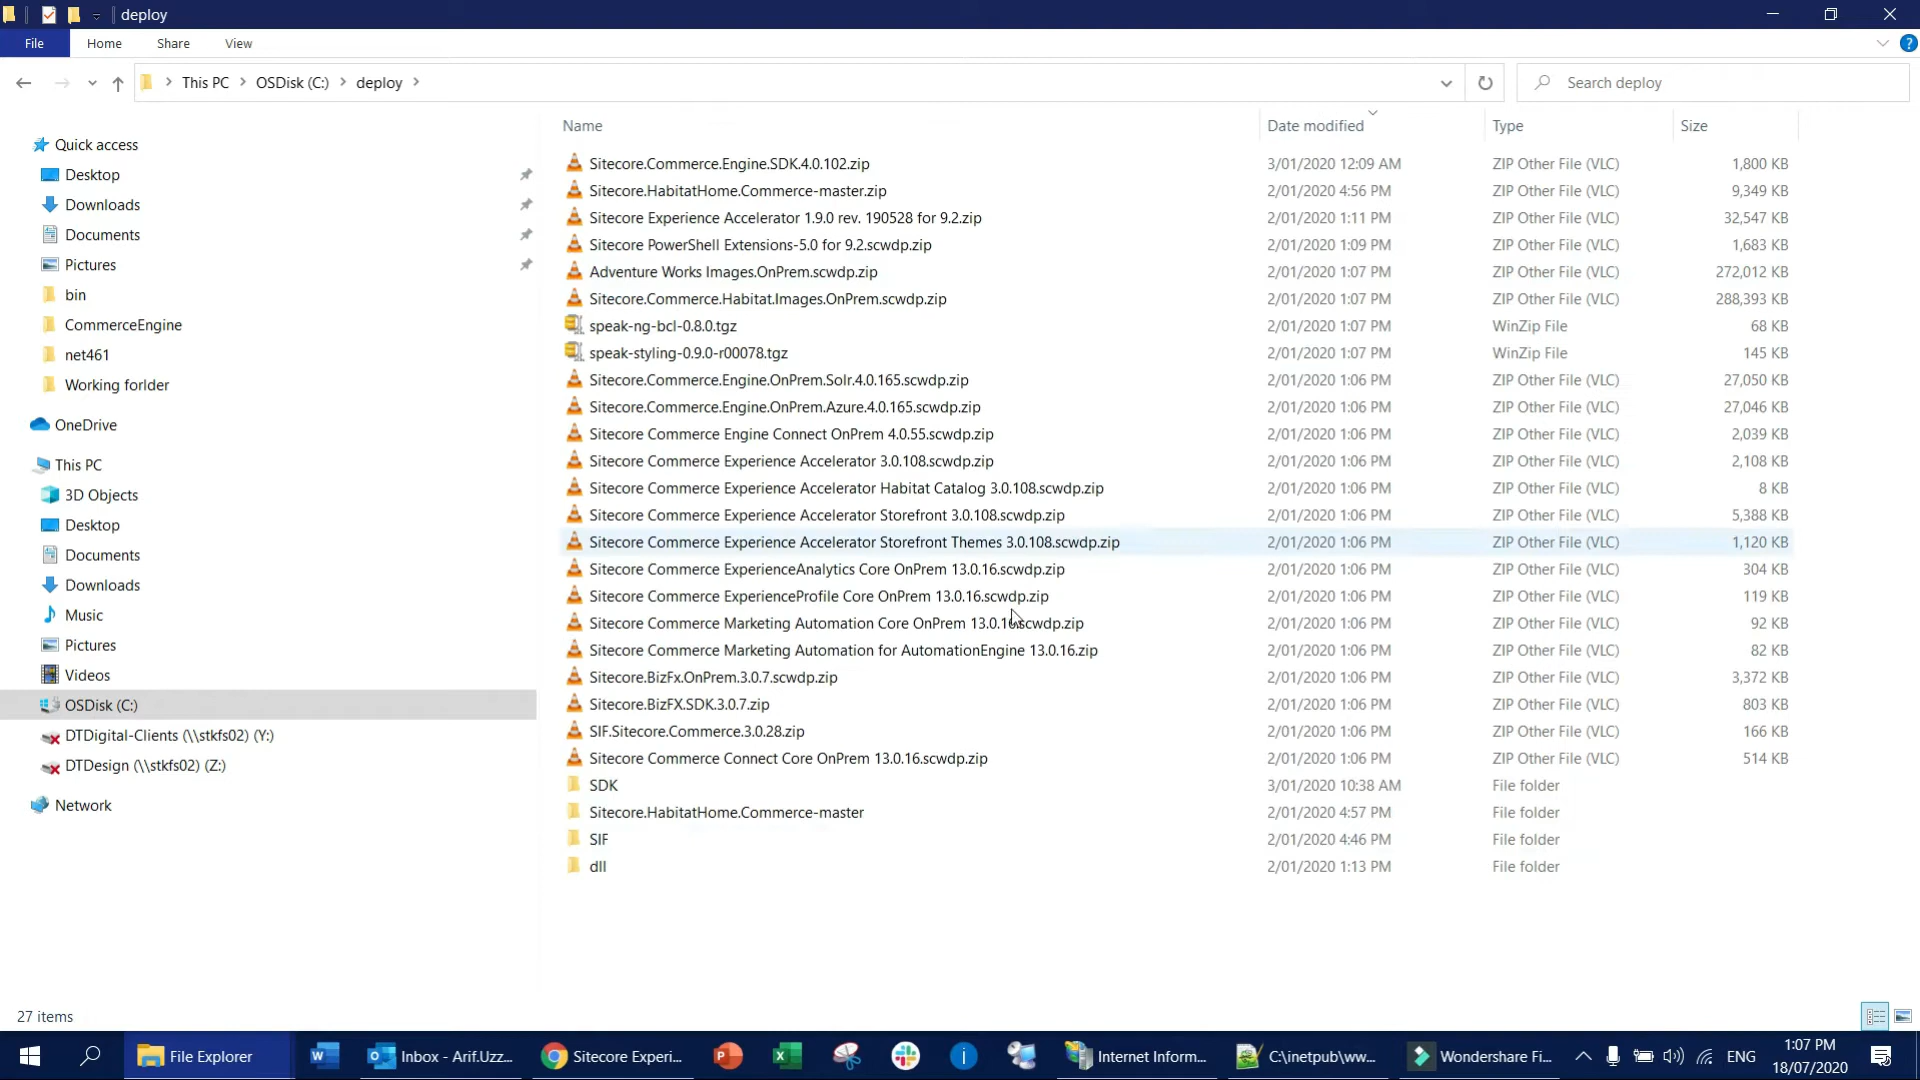 deploy
File Home Share View
This PC OSDisk (C:) deploy
Search deploy
Name Date modified Type Size
Quick access
Desktop
Downloads
Documents
Pictures
bin
CommerceEngine
net461
Working forlder
OneDrive
This PC
3D Objects
Desktop
Documents
Downloads
Music
Pictures
Videos
OSDisk (C:)
DTDigital-Clients (\\stkfs02) (Y:)
DTDesign (\\stkfs02) (Z:)
Network
Sitecore.Commerce.Engine.SDK.4.0.102.zip 3/01/2020 12:09 AM ZIP Other File (VLC) 1,800 KB
Sitecore.HabitatHome.Commerce-master.zip 2/01/2020 4:56 PM ZIP Other File (VLC) 9,349 KB
Sitecore Experience Accelerator 1.9.0 rev. 190528 for 9.2.zip 2/01/2020 1:11 PM ZIP Other File (VLC) 32,547 KB
Sitecore PowerShell Extensions-5.0 for 9.2.scwdp.zip 2/01/2020 1:09 PM ZIP Other File (VLC) 1,683 KB
Adventure Works Images.OnPrem.scwdp.zip 2/01/2020 1:07 PM ZIP Other File (VLC) 272,012 KB
Sitecore.Commerce.Habitat.Images.OnPrem.scwdp.zip 2/01/2020 1:07 PM ZIP Other File (VLC) 288,393 KB
speak-ng-bcl-0.8.0.tgz 2/01/2020 1:07 PM WinZip File 68 KB
speak-styling-0.9.0-r00078.tgz 2/01/2020 1:07 PM WinZip File 145 KB
Sitecore.Commerce.Engine.OnPrem.Solr.4.0.165.scwdp.zip 2/01/2020 1:06 PM ZIP Other File (VLC) 27,050 KB
Sitecore.Commerce.Engine.OnPrem.Azure.4.0.165.scwdp.zip 2/01/2020 1:06 PM ZIP Other File (VLC) 27,046 KB
Sitecore Commerce Engine Connect OnPrem 4.0.55.scwdp.zip 2/01/2020 1:06 PM ZIP Other File (VLC) 2,039 KB
Sitecore Commerce Experience Accelerator 3.0.108.scwdp.zip 2/01/2020 1:06 PM ZIP Other File (VLC) 2,108 KB
Sitecore Commerce Experience Accelerator Habitat Catalog 3.0.108.scwdp.zip 2/01/2020 1:06 PM ZIP Other File (VLC) 8 KB
Sitecore Commerce Experience Accelerator Storefront 3.0.108.scwdp.zip 2/01/2020 1:06 PM ZIP Other File (VLC) 5,388 KB
Sitecore Commerce Experience Accelerator Storefront Themes 3.0.108.scwdp.zip 2/01/2020 1:06 PM ZIP Other File (VLC) 1,120 KB
Sitecore Commerce ExperienceAnalytics Core OnPrem 13.0.16.scwdp.zip 2/01/2020 1:06 PM ZIP Other File (VLC) 304 KB
Sitecore Commerce ExperienceProfile Core OnPrem 13.0.16.scwdp.zip 2/01/2020 1:06 PM ZIP Other File (VLC) 119 KB
Sitecore Commerce Marketing Automation Core OnPrem 13.0.16.scwdp.zip 2/01/2020 1:06 PM ZIP Other File (VLC) 92 KB
Sitecore Commerce Marketing Automation for AutomationEngine 13.0.16.zip 2/01/2020 1:06 PM ZIP Other File (VLC) 82 KB
Sitecore.BizFx.OnPrem.3.0.7.scwdp.zip 2/01/2020 1:06 PM ZIP Other File (VLC) 3,372 KB
Sitecore.BizFX.SDK.3.0.7.zip 2/01/2020 1:06 PM ZIP Other File (VLC) 803 KB
SIF.Sitecore.Commerce.3.0.28.zip 2/01/2020 1:06 PM ZIP Other File (VLC) 166 KB
Sitecore Commerce Connect Core OnPrem 13.0.16.scwdp.zip 2/01/2020 1:06 PM ZIP Other File (VLC) 514 KB
SDK 3/01/2020 10:38 AM File folder
Sitecore.HabitatHome.Commerce-master 2/01/2020 4:57 PM File folder
SIF 2/01/2020 4:46 PM File folder
dll 2/01/2020 1:13 PM File folder
27 items
File Explorer Inbox - Arif.Uzz... Sitecore Experi... Internet Inform... C:\inetpub\ww... Wondershare Fi... ENG 1:07 PM
18/07/2020